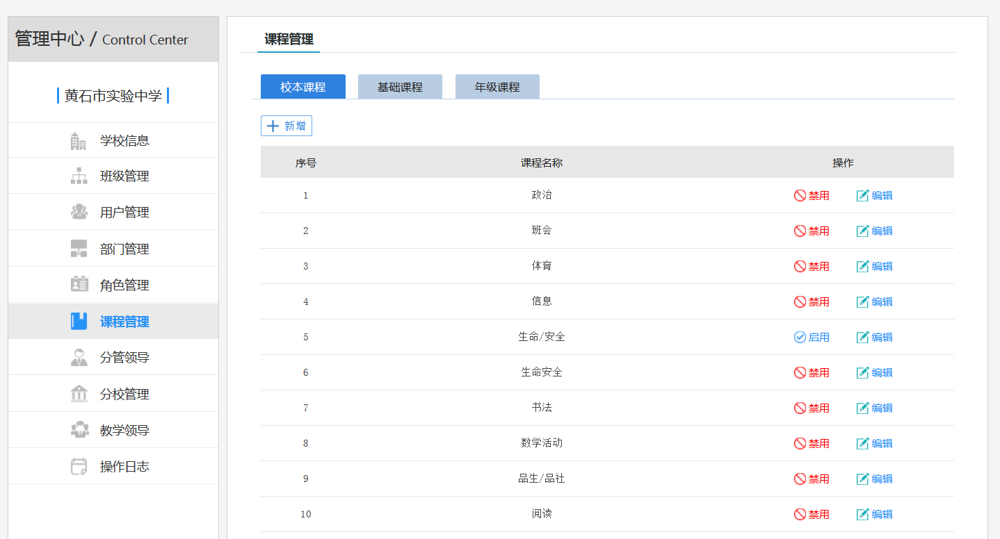 管理中心 / Control Center
黄石市实验中学
学校信息
班级管理
用户管理
部门管理
角色管理
课程管理
分管领导
分校管理
教学领导
操作日志
课程管理
校本课程 基础课程 年级课程
新增
序号 课程名称 操作
1 政治 禁用 编辑
2 班会 禁用 编辑
3 体育 禁用 编辑
4 信息 禁用 编辑
5 生命/安全 启用 编辑
6 生命安全 禁用 编辑
7 书法 禁用 编辑
8 数学活动 禁用 编辑
9 品生/品社 禁用 编辑
10 阅读 禁用 编辑